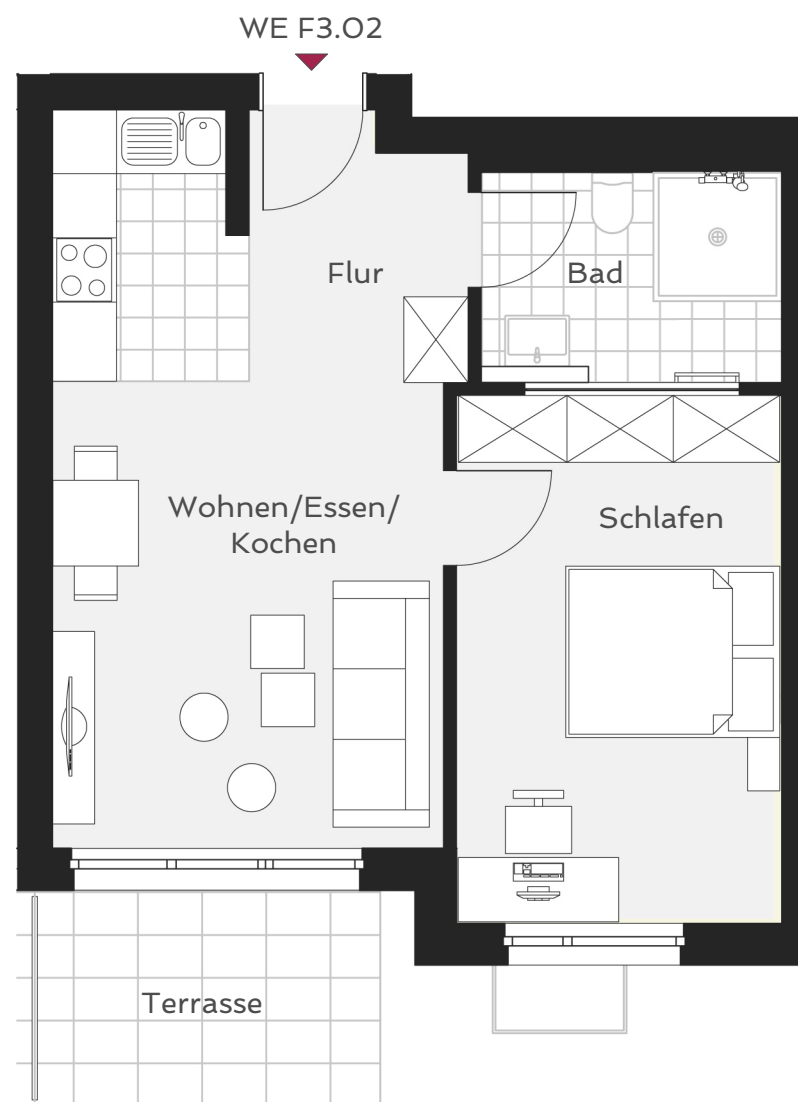 WE F3.02
Flur
Bad
Wohnen/Essen/
Kochen
Schlafen
Terrasse